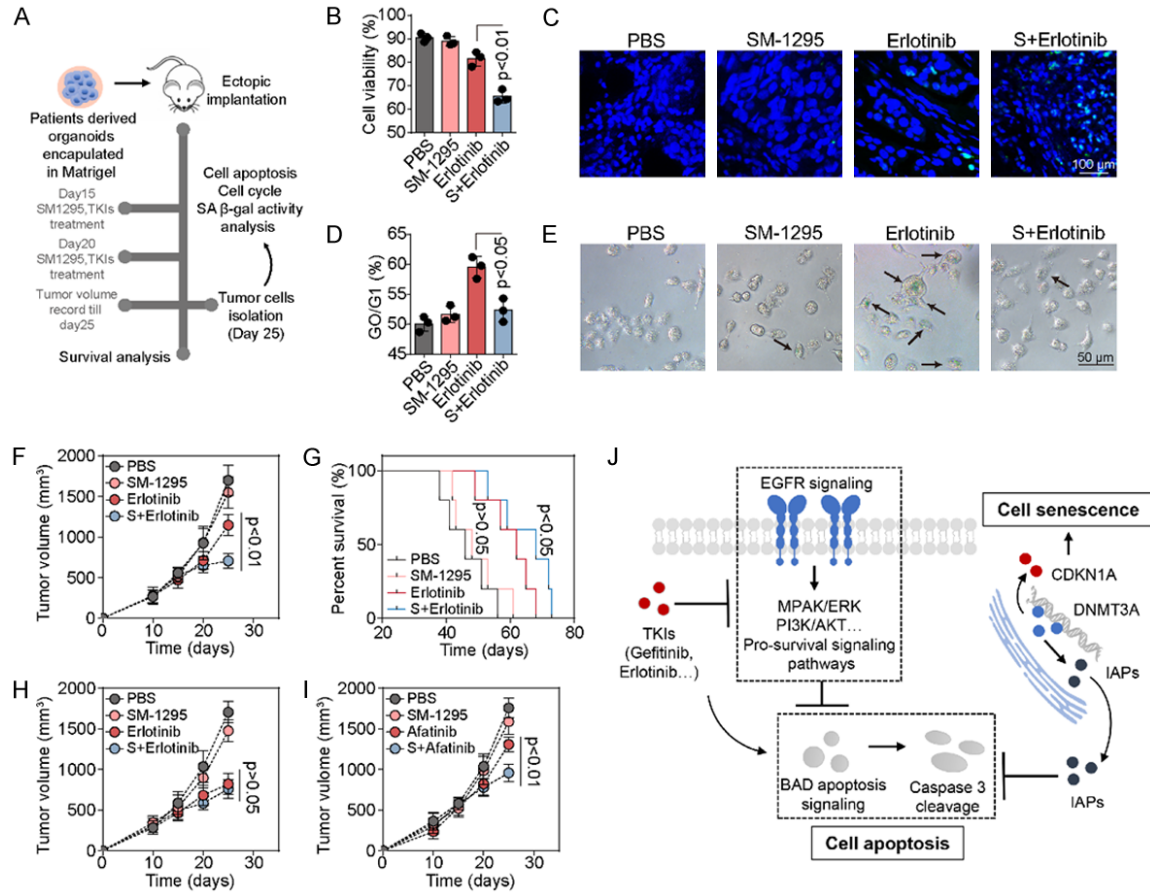 A
Patients derived
organoids
encapulated
in Matrigel
Ectopic
implantation
Day15
SM1295,TKIs
treatment
Day20
SM1295,TKIs
treatment
Tumor volume
record till
day25
Survival analysis
Cell apoptosis
Cell cycle
SA β-gal activity
analysis
Tumor cells
isolation
(Day 25)
B
Cell viability (%)
100
90
80
70
60
50
p<0.01
PBS
SM-1295
Erlotinib
S+Erlotinib
C
PBS
SM-1295
Erlotinib
S+Erlotinib
100 μm
D
GO/G1 (%)
65
60
55
50
45
p<0.05
PBS
SM-1295
Erlotinib
S+Erlotinib
E
PBS
SM-1295
Erlotinib
S+Erlotinib
50 μm
F
Tumor volume (mm³)
2000
1500
1000
500
0
PBS
SM-1295
Erlotinib
S+Erlotinib
p<0.01
0 10 20 30
Time (days)
G
Percent survival (%)
100
50
0
PBS
SM-1295
Erlotinib
S+Erlotinib
p>0.05
p<0.05
20 40 60 80
Time (days)
H
Tumor volume (mm³)
2000
1500
1000
500
0
PBS
SM-1295
Erlotinib
S+Erlotinib
p>0.05
0 10 20 30
Time (days)
I
Tumor vulome (mm³)
2000
1500
1000
500
0
PBS
SM-1295
Afatinib
S+Afatinib
p<0.01
0 10 20 30
Time (days)
J
EGFR signaling
MPAK/ERK
PI3K/AKT...
Pro-survival signaling
pathways
TKIs
(Gefitinib,
Erlotinib...)
BAD apoptosis
signaling
Caspase 3
cleavage
Cell apoptosis
Cell senescence
CDKN1A
DNMT3A
IAPs
IAPs